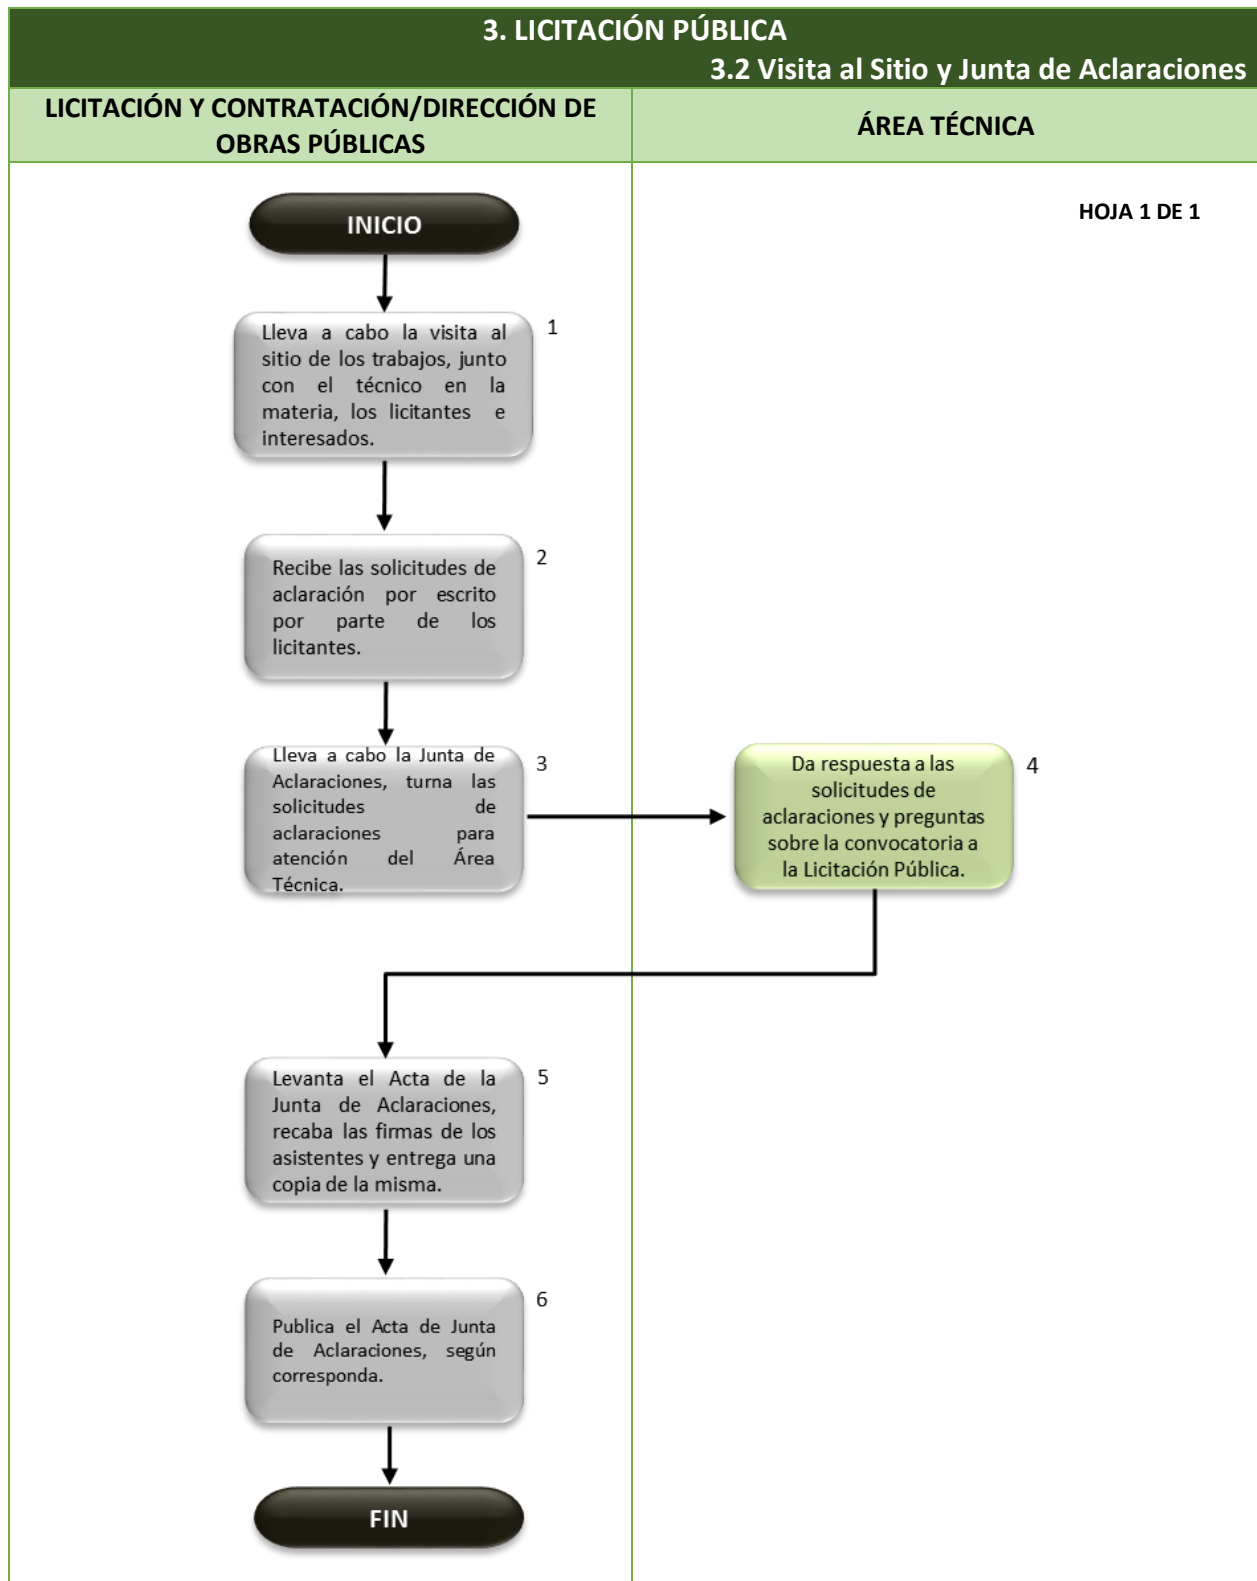 3. LICITACIÓN PÚBLICA
3.2 Visita al Sitio y Junta de Aclaraciones
LICITACIÓN Y CONTRATACIÓN/DIRECCIÓN DE
OBRAS PÚBLICAS
ÁREA TÉCNICA
HOJA 1 DE 1
INICIO
1
Lleva a cabo la visita al
sitio de los trabajos, junto
con el técnico en la
materia, los licitantes e
interesados.
2
Recibe las solicitudes de
aclaración por escrito
por parte de los
licitantes.
3
Lleva a cabo la Junta de
Aclaraciones, turna las
solicitudes de
aclaraciones para
atención del Área
Técnica.
4
Da respuesta a las
solicitudes de
aclaraciones y preguntas
sobre la convocatoria a
la Licitación Pública.
5
Levanta el Acta de la
Junta de Aclaraciones,
recaba las firmas de los
asistentes y entrega una
copia de la misma.
6
Publica el Acta de Junta
de Aclaraciones, según
corresponda.
FIN